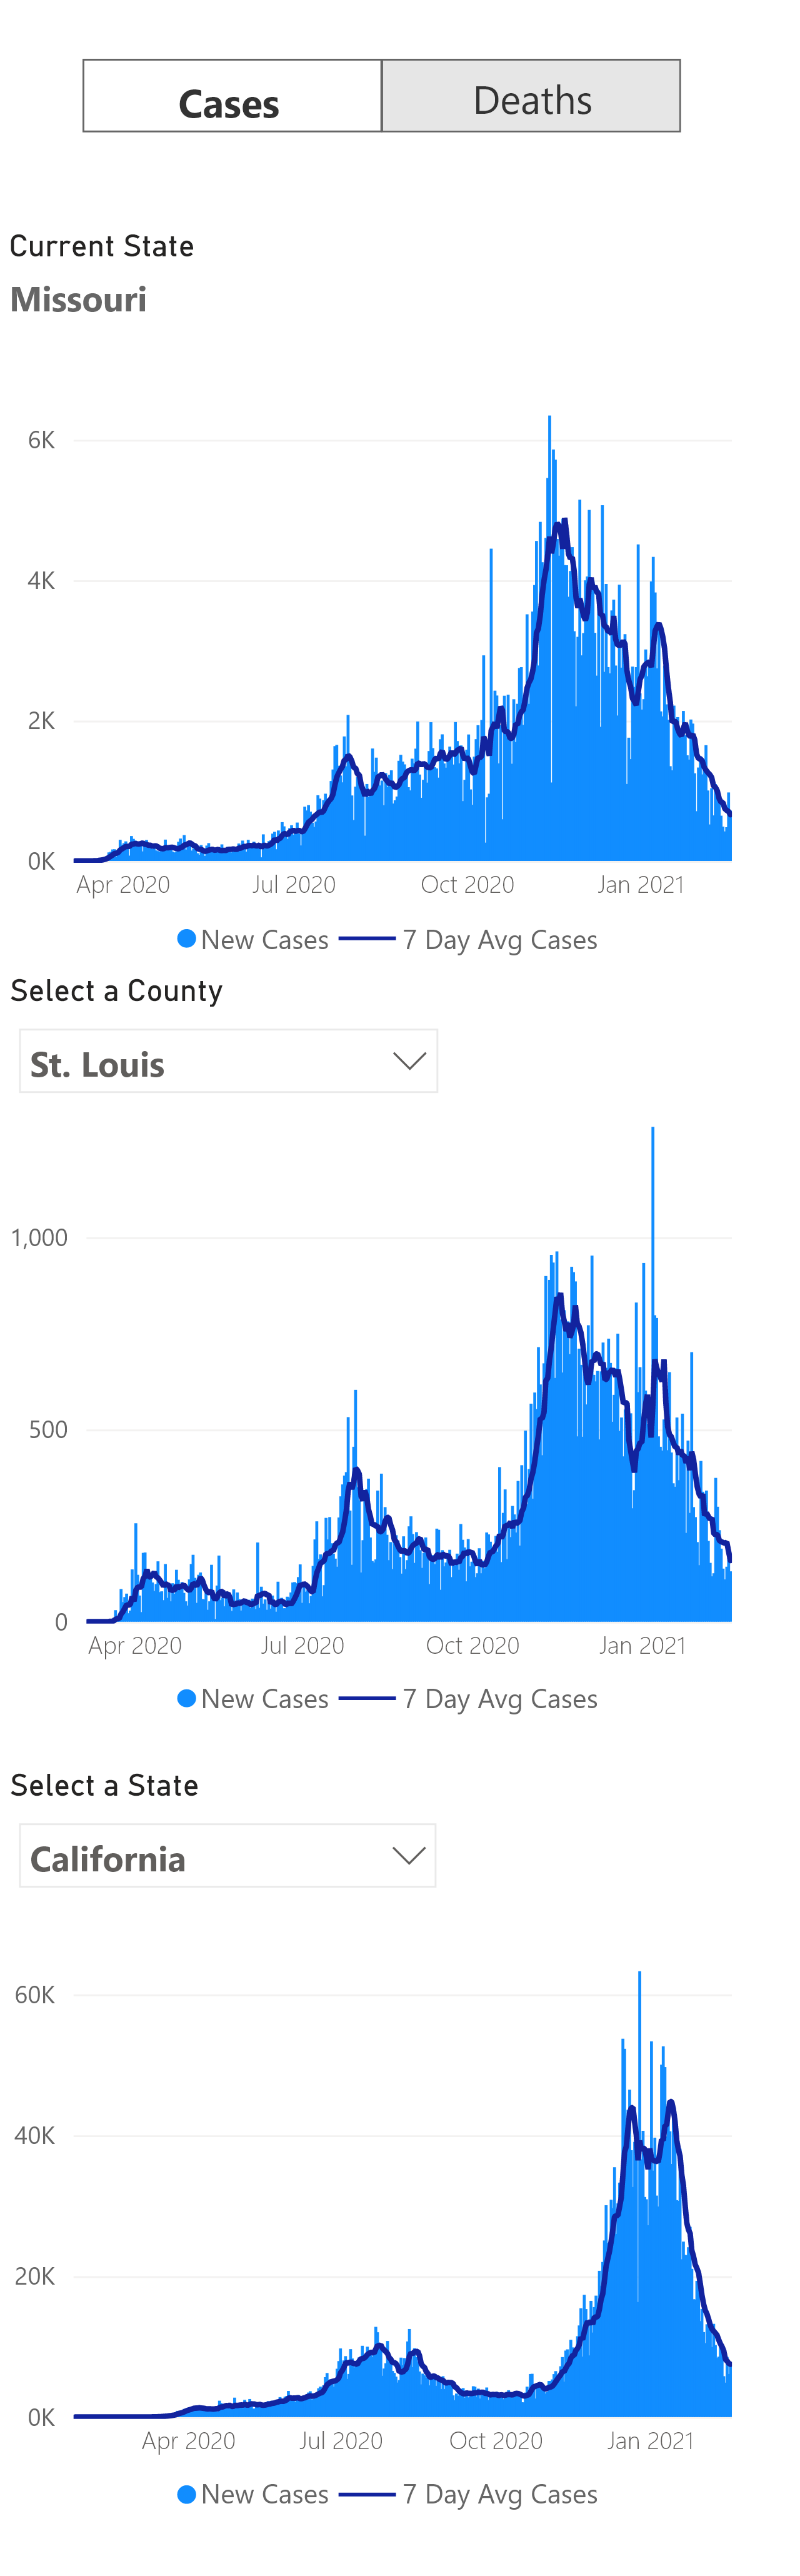 Cases Deaths
Current State
Missouri
6K
4K
2K
0K
Apr 2020 Jul 2020 Oct 2020 Jan 2021
New Cases 7 Day Avg Cases
Select a County
St. Louis
1,000
500
0
Apr 2020 Jul 2020 Oct 2020 Jan 2021
New Cases 7 Day Avg Cases
Select a State
California
60K
40K
20K
0K
Apr 2020 Jul 2020 Oct 2020 Jan 2021
New Cases 7 Day Avg Cases